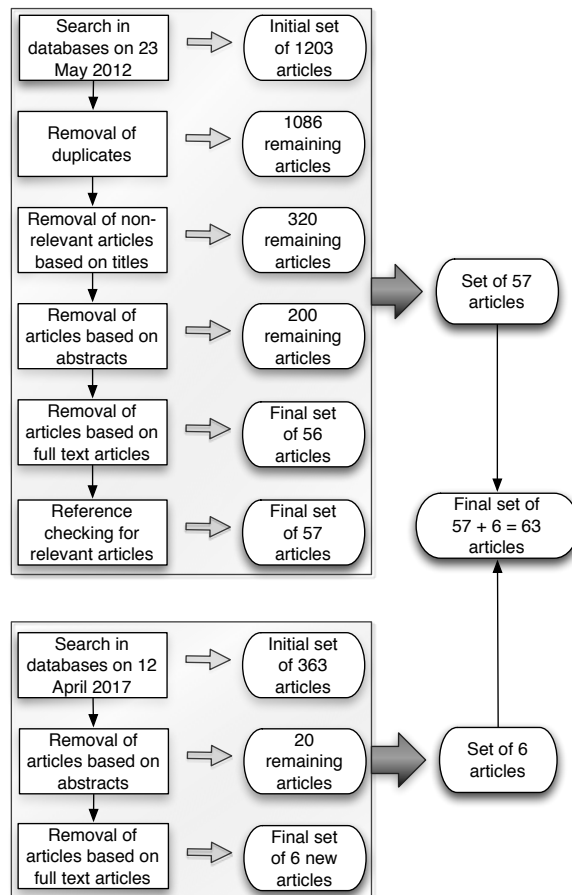 Search in
databases on 23
May 2012
Initial set
of 1203
articles
Removal of
duplicates
1086
remaining
articles
Removal of non-
relevant articles
based on titles
320
remaining
articles
Removal of
articles based on
abstracts
200
remaining
articles
Removal of
articles based on
full text articles
Final set
of 56
articles
Reference
checking for
relevant articles
Final set
of 57
articles
Set of 57
articles
Final set of
57 + 6 = 63
articles
Search in
databases on 12
April 2017
Initial set
of 363
articles
Removal of
articles based on
abstracts
20
remaining
articles
Removal of
articles based on
full text articles
Final set
of 6 new
articles
Set of 6
articles